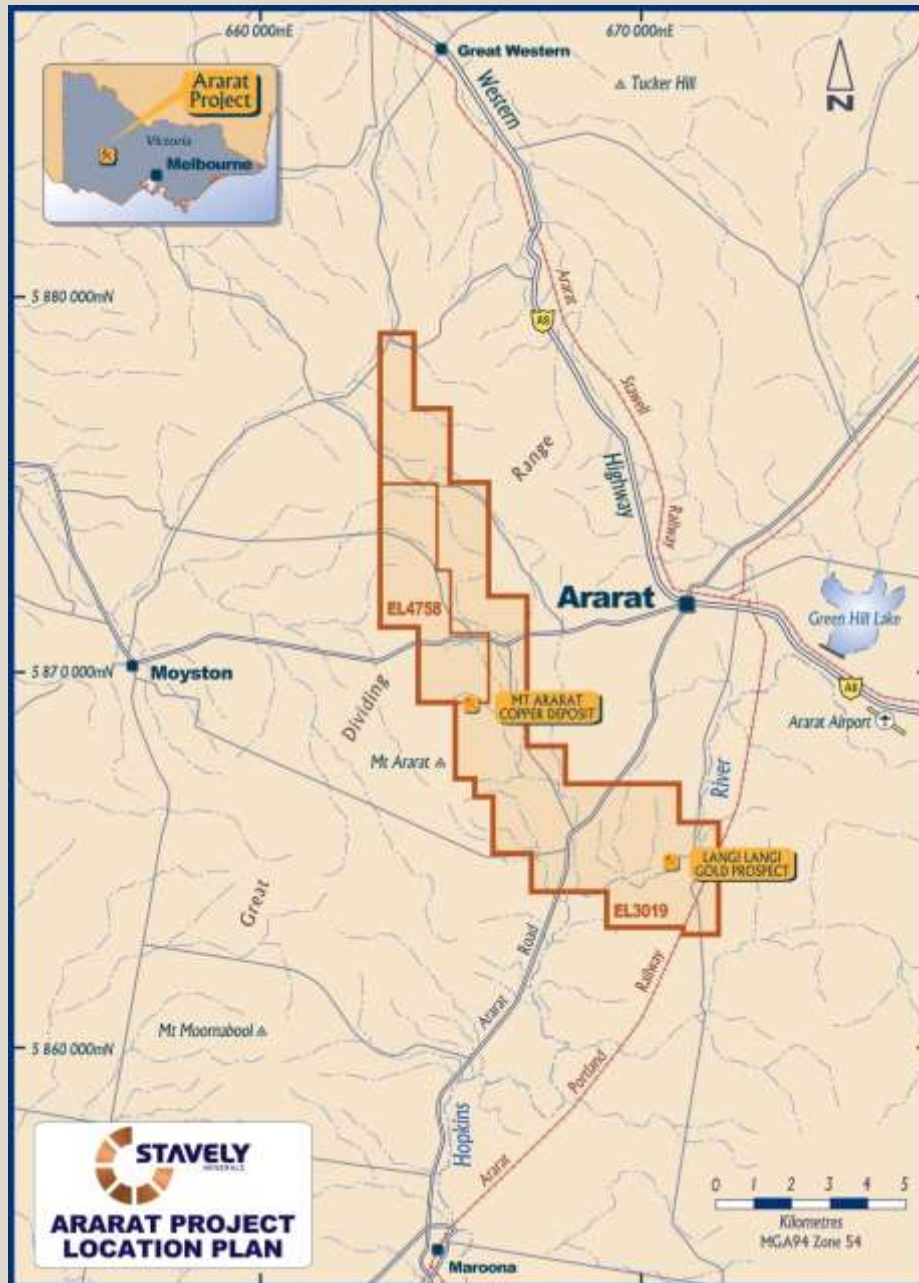 660 000mE
670 000mE
Great Western
Tucker Hill
N
Ararat
Project
Victoria
Melbourne
Western
5 880 000mN
A8
Ararat
Stawell
Railway
Range
Highway
Ararat
EL4758
Green Hill Lake
5 870 000mN
Moyston
A8
Dividing
MT ARARAT
COPPER DEPOSIT
Ararat Airport
Mt Ararat
River
LANGI LANGI
GOLD PROSPECT
Great
EL3019
Road
Railway
Ararat
Mt Moornabool
5 860 000mN
Portland
Hopkins
Ararat
STAVELY
MINERALS
ARARAT PROJECT
LOCATION PLAN
0 1 2 3 4 5
Kilometres
MGA94 Zone 54
Maroona